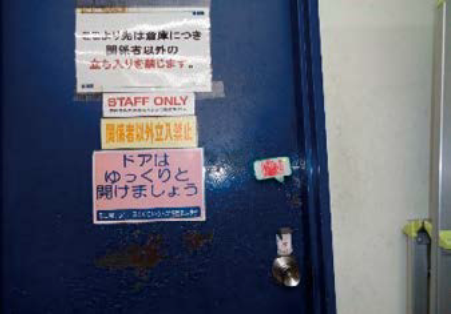 ここより先は倉庫につき
関係者以外の
立ち入りを禁じます。
STAFF ONLY
関係者以外立入禁止
ドアは
ゆっくりと
開けましょう